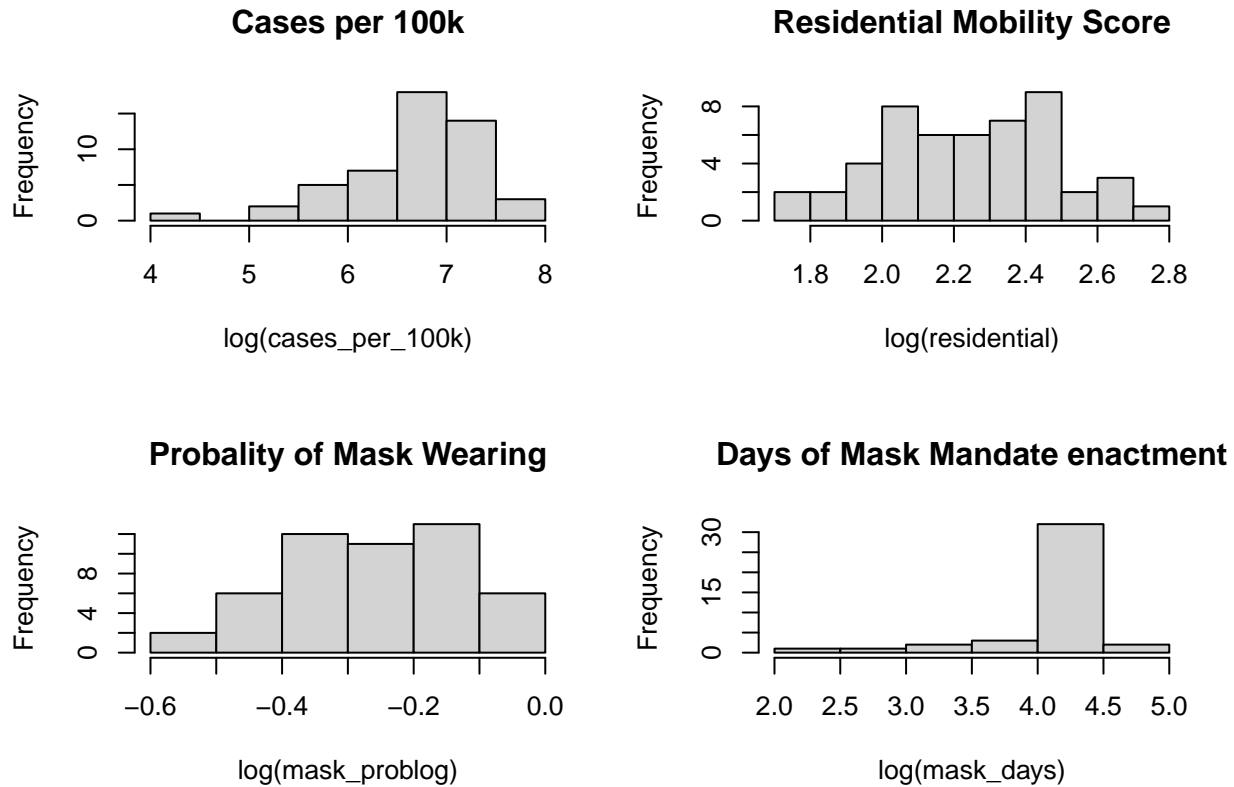 Cases per 100k
Frequency
0
10
4 5 6 7 8
log(cases_per_100k)
Residential Mobility Score
Frequency
0 4 8
1.8 2.0 2.2 2.4 2.6 2.8
log(residential)
Probality of Mask Wearing
Frequency
0 4 8
−0.6 −0.4 −0.2 0.0
log(mask_problog)
Days of Mask Mandate enactment
Frequency
0 15 30
2.0 2.5 3.0 3.5 4.0 4.5 5.0
log(mask_days)